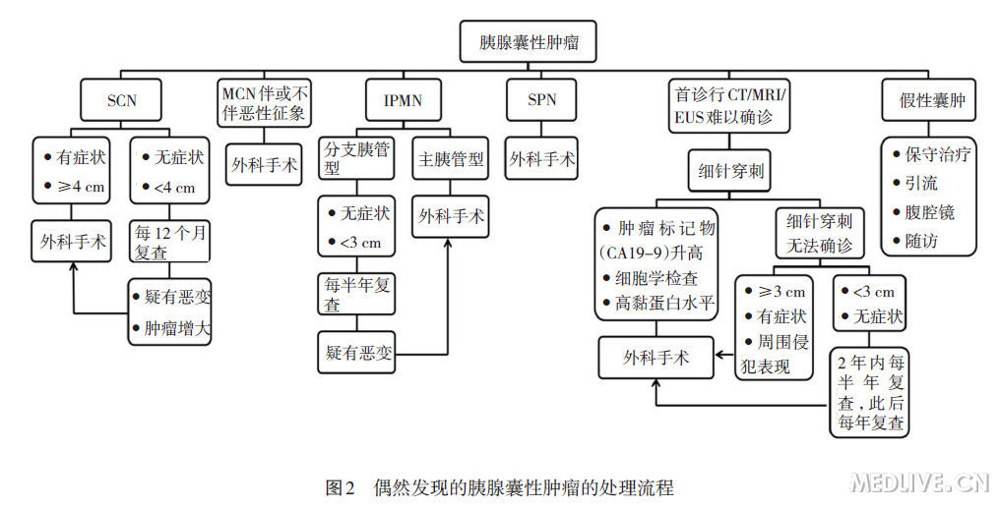 胰腺囊性肿瘤
SCN
• 有症状
• ≥4 cm
外科手术
• 无症状
• <4 cm
每12个月
复查
• 疑有恶变
• 肿瘤增大
MCN伴或不
伴恶性征象
外科手术
IPMN
分支胰管
型
• 无症状
• <3 cm
每半年复
查
疑有恶变
主胰管型
外科手术
SPN
外科手术
首诊行CT/MRI/
EUS难以确诊
细针穿刺
• 肿瘤标记物
(CA19-9)升高
• 细胞学检查
• 高黏蛋白水平
外科手术
细针穿刺
无法确诊
• ≥3 cm
• 有症状
• 周围侵
犯表现
• <3 cm
• 无症状
2年内每
半年复
查,此后
每年复查
假性囊肿
• 保守治疗
• 引流
• 腹腔镜
• 随访
图2 偶然发现的胰腺囊性肿瘤的处理流程
MEDLIVE.CN